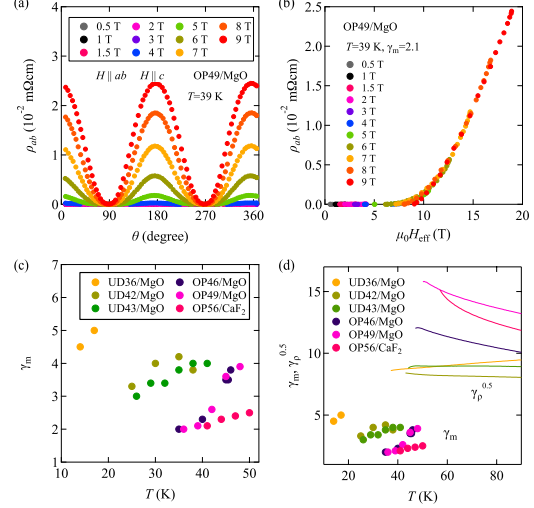 (a)
0.5 T 2 T 5 T 8 T
1 T 3 T 6 T 9 T
1.5 T 4 T 7 T
H || ab H || c OP49/MgO
T=39 K
4
3
2
1
0
ρab (10-2 mΩcm)
0 90 180 270 360
θ (degree)
(b)
OP49/MgO
T=39 K, γm=2.1
0.5 T
1 T
1.5 T
2 T
3 T
4 T
5 T
6 T
7 T
8 T
9 T
2.5
2.0
1.5
1.0
0.5
0.0
ρab (10-2 mΩcm)
0 5 10 15 20
μ0Heff (T)
(c)
UD36/MgO OP46/MgO
UD42/MgO OP49/MgO
UD43/MgO OP56/CaF2
8
7
6
5
4
3
2
1
γm
10 20 30 40 50
T (K)
(d)
UD36/MgO
UD42/MgO
UD43/MgO
OP46/MgO
OP49/MgO
OP56/CaF2
15
10
5
γm, γρ0.5
γρ0.5
γm
20 40 60 80
T (K)